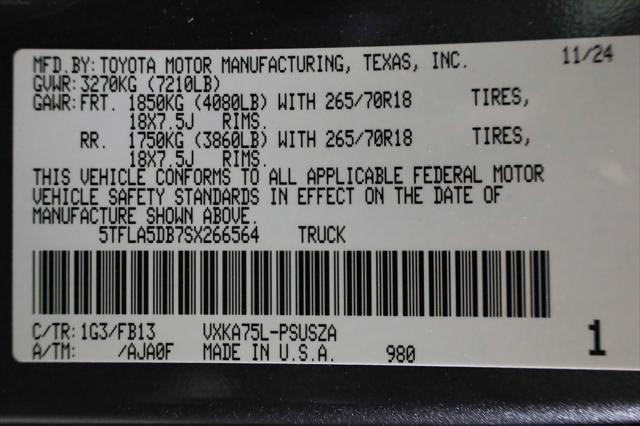 MFD.BY: TOYOTA MOTOR MANUFACTURING, TEXAS, INC. 11/24
GVWR: 3270KG (7210LB)
GAWR: FRT. 1850KG (4080LB) WITH 265/70R18 TIRES,
18X7.5J RIMS.
RR. 1750KG (3860LB) WITH 265/70R18 TIRES,
18X7.5J RIMS.
THIS VEHICLE CONFORMS TO ALL APPLICABLE FEDERAL MOTOR
VEHICLE SAFETY STANDARDS IN EFFECT ON THE DATE OF
MANUFACTURE SHOWN ABOVE.
5TFLA5DB7SX266564 TRUCK
C/TR: 1G3/FB13 VXKA75L-PSUSZA
A/TM: /AJA0F MADE IN U.S.A. 980 1